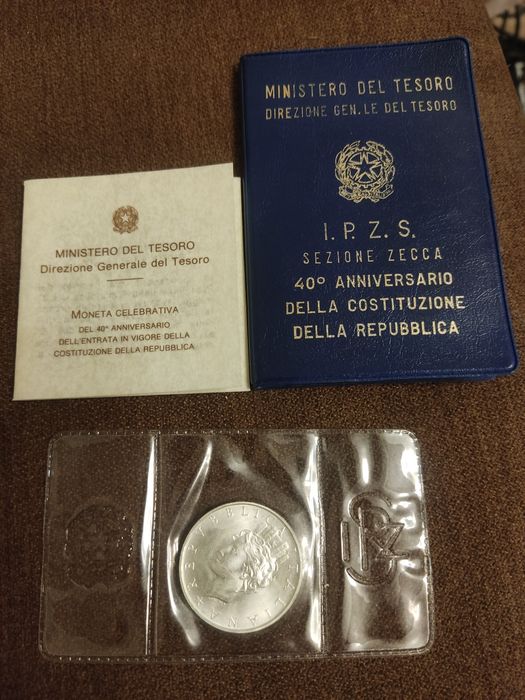 MINISTERO DEL TESORO
DIREZIONE GEN.LE DEL TESORO
I. P. Z. S.
SEZIONE ZECCA
40° ANNIVERSARIO
DELLA COSTITUZIONE
DELLA REPUBBLICA
MINISTERO DEL TESORO
Direzione Generale del Tesoro
MONETA CELEBRATIVA
DEL 40° ANNIVERSARIO
DELL'ENTRATA IN VIGORE DELLA
COSTITUZIONE DELLA REPUBBLICA
REPVBBLICA ITALIANA